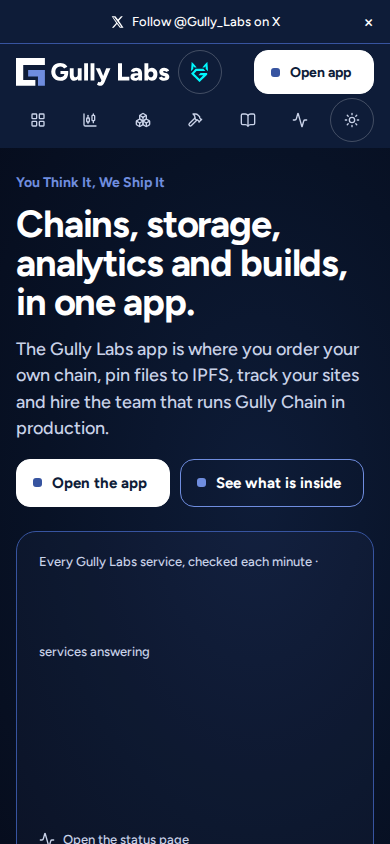 Follow @Gully_Labs on X
×
Gully Labs
Open app
You Think It, We Ship It
Chains, storage,
analytics and builds,
in one app.
The Gully Labs app is where you order your
own chain, pin files to IPFS, track your sites
and hire the team that runs Gully Chain in
production.
Open the app
See what is inside
Every Gully Labs service, checked each minute ·
services answering
Open the status page